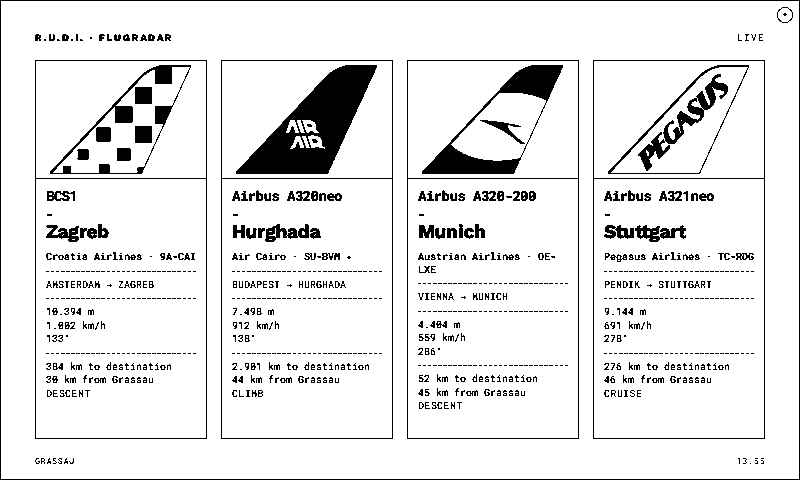 R.U.D.I. · FLUGRADAR
LIVE
AIR
AIR
PEGASUS
BCS1
-
Zagreb
Croatia Airlines · 9A-CAI
AMSTERDAM → ZAGREB
10.394 m
1.002 km/h
133°
384 km to destination
30 km from Grassau
DESCENT
Airbus A320neo
-
Hurghada
Air Cairo · SU-BVM ✦
BUDAPEST → HURGHADA
7.498 m
912 km/h
138°
2.901 km to destination
44 km from Grassau
CLIMB
Airbus A320-200
-
Munich
Austrian Airlines · OE-
LXE
VIENNA → MUNICH
4.404 m
559 km/h
286°
52 km to destination
45 km from Grassau
DESCENT
Airbus A321neo
-
Stuttgart
Pegasus Airlines · TC-RDG
PENDIK → STUTTGART
9.144 m
691 km/h
278°
276 km to destination
46 km from Grassau
CRUISE
GRASSAU
13.55